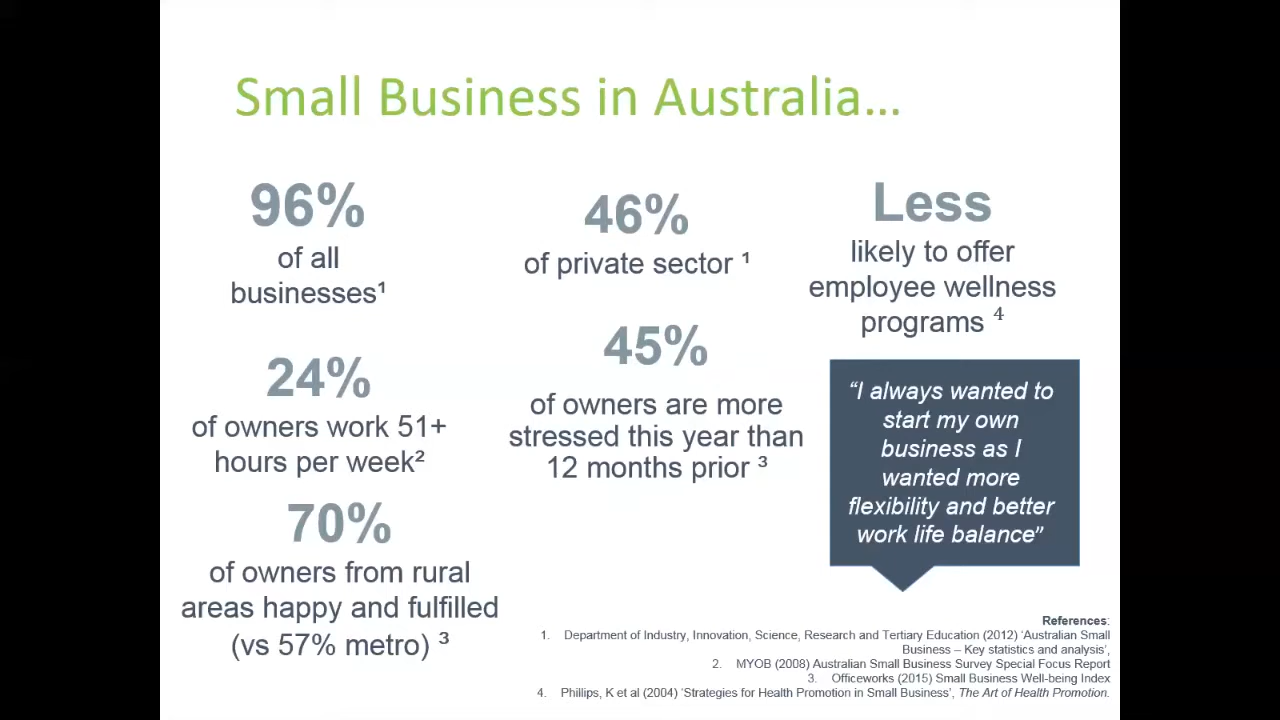 Small Business in Australia…
96%
of all
businesses¹
46%
of private sector ¹
Less
likely to offer
employee wellness
programs ⁴
24%
of owners work 51+
hours per week²
45%
of owners are more
stressed this year than
12 months prior ³
“I always wanted to
start my own
business as I
wanted more
flexibility and better
work life balance”
70%
of owners from rural
areas happy and fulfilled
(vs 57% metro) ³
References:
1. Department of Industry, Innovation, Science, Research and Tertiary Education (2012) ‘Australian Small
Business – Key statistics and analysis’,
2. MYOB (2008) Australian Small Business Survey Special Focus Report
3. Officeworks (2015) Small Business Well-being Index
4. Phillips, K et al (2004) ‘Strategies for Health Promotion in Small Business’, The Art of Health Promotion.